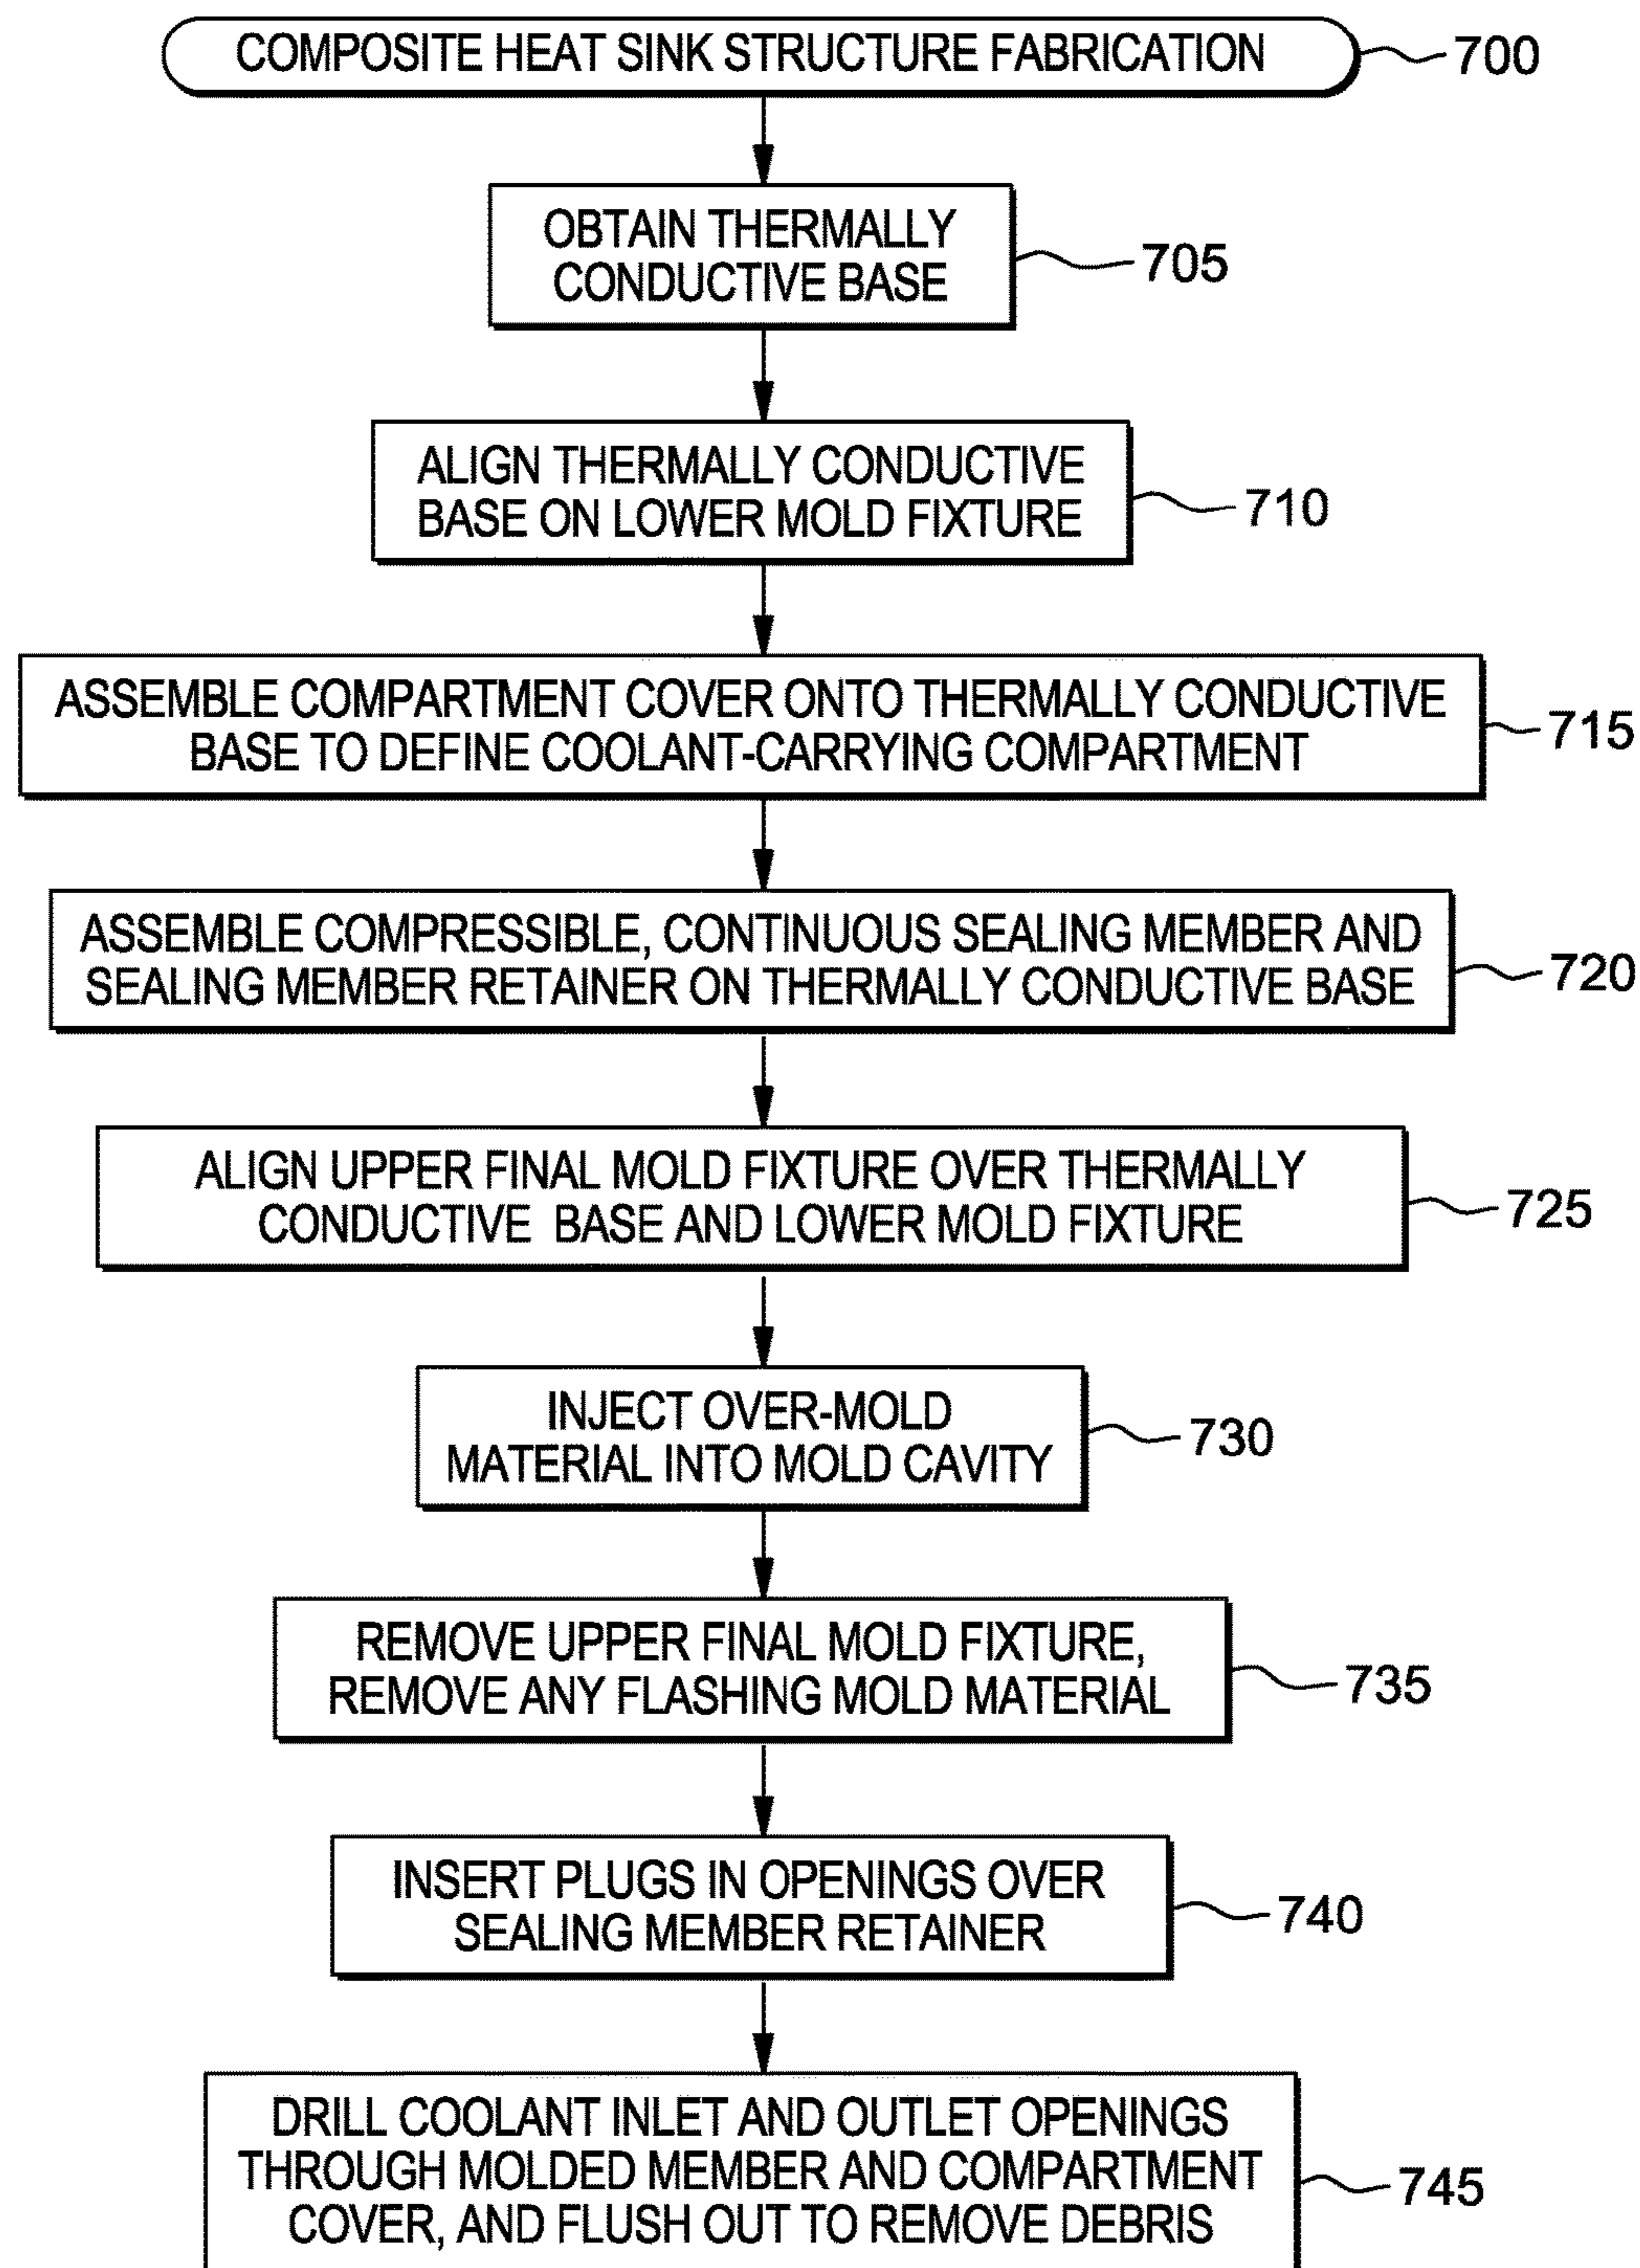 COMPOSITE HEAT SINK STRUCTURE FABRICATION
700
OBTAIN THERMALLY
CONDUCTIVE BASE
705
ALIGN THERMALLY CONDUCTIVE
BASE ON LOWER MOLD FIXTURE
710
ASSEMBLE COMPARTMENT COVER ONTO THERMALLY CONDUCTIVE
BASE TO DEFINE COOLANT-CARRYING COMPARTMENT
715
ASSEMBLE COMPRESSIBLE, CONTINUOUS SEALING MEMBER AND
SEALING MEMBER RETAINER ON THERMALLY CONDUCTIVE BASE
720
ALIGN UPPER FINAL MOLD FIXTURE OVER THERMALLY
CONDUCTIVE BASE AND LOWER MOLD FIXTURE
725
INJECT OVER-MOLD
MATERIAL INTO MOLD CAVITY
730
REMOVE UPPER FINAL MOLD FIXTURE,
REMOVE ANY FLASHING MOLD MATERIAL
735
INSERT PLUGS IN OPENINGS OVER
SEALING MEMBER RETAINER
740
DRILL COOLANT INLET AND OUTLET OPENINGS
THROUGH MOLDED MEMBER AND COMPARTMENT
COVER, AND FLUSH OUT TO REMOVE DEBRIS
745